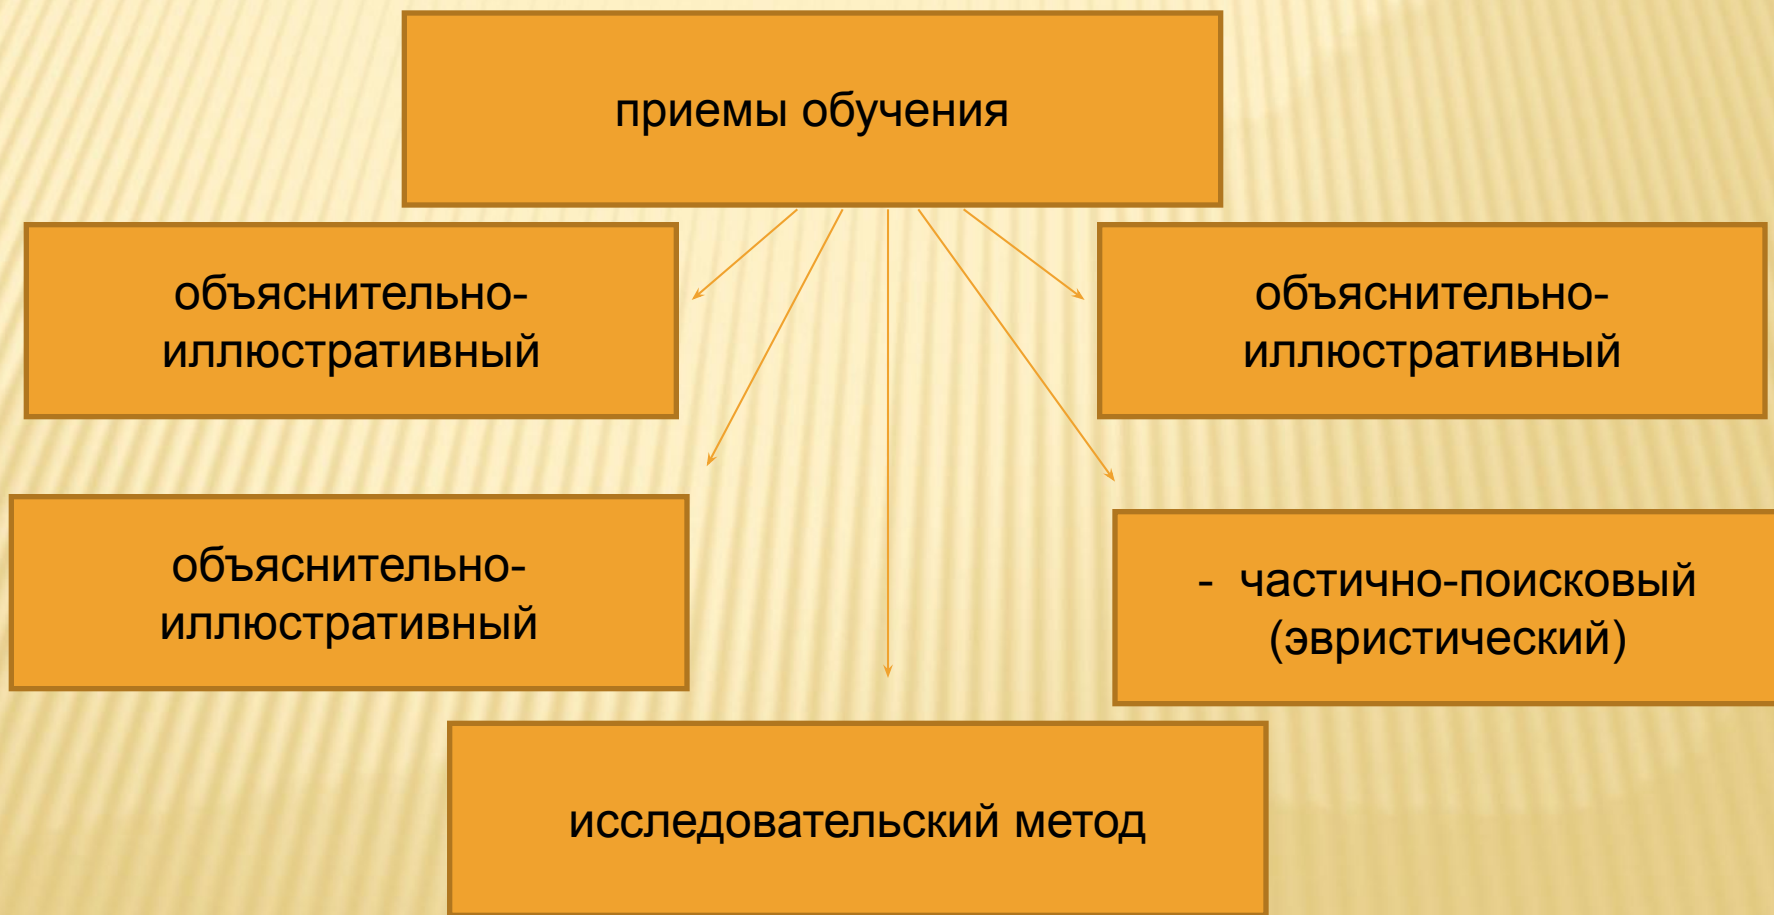 приемы обучения
объяснительно-
иллюстративный
объяснительно-
иллюстративный
объяснительно-
иллюстративный
- частично-поисковый
(эвристический)
исследовательский метод